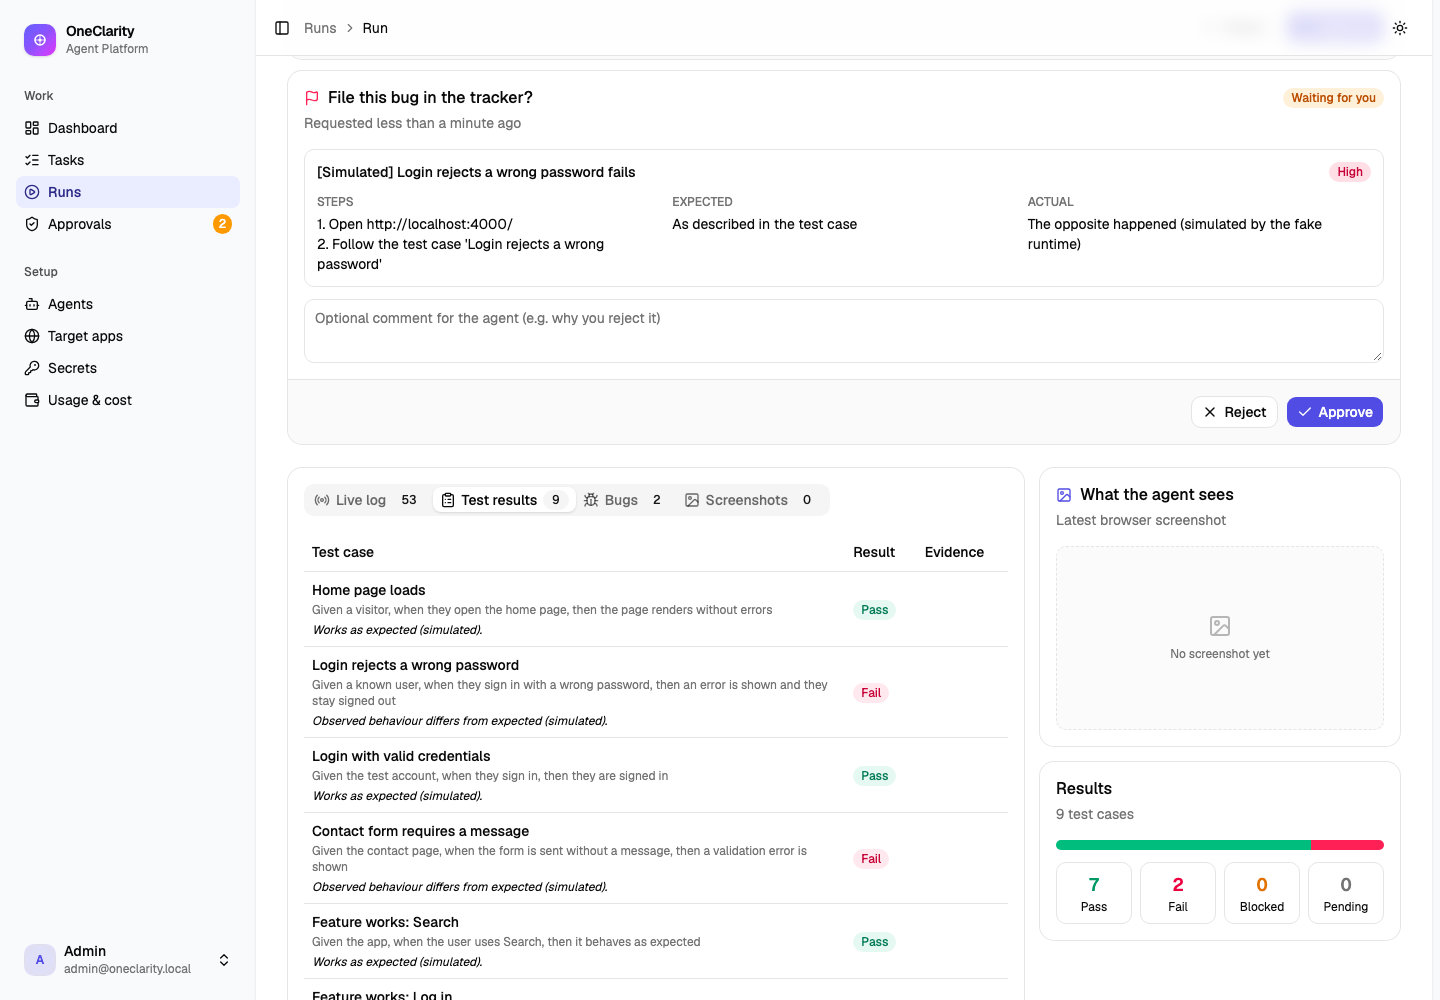 OneClarity
Agent Platform
Work
Dashboard
Tasks
Runs
Approvals 2
Setup
Agents
Target apps
Secrets
Usage & cost
A
Admin
admin@oneclarity.local
Runs > Run
File this bug in the tracker?
Waiting for you
Requested less than a minute ago
[Simulated] Login rejects a wrong password fails
High
STEPS
1. Open http://localhost:4000/
2. Follow the test case 'Login rejects a wrong
password'
EXPECTED
As described in the test case
ACTUAL
The opposite happened (simulated by the fake
runtime)
Optional comment for the agent (e.g. why you reject it)
Reject
Approve
Live log 53 Test results 9 Bugs 2 Screenshots 0
Test case Result Evidence
Home page loads
Given a visitor, when they open the home page, then the page renders without errors
Works as expected (simulated).
Pass
Login rejects a wrong password
Given a known user, when they sign in with a wrong password, then an error is shown and they
stay signed out
Observed behaviour differs from expected (simulated).
Fail
Login with valid credentials
Given the test account, when they sign in, then they are signed in
Works as expected (simulated).
Pass
Contact form requires a message
Given the contact page, when the form is sent without a message, then a validation error is
shown
Observed behaviour differs from expected (simulated).
Fail
Feature works: Search
Given the app, when the user uses Search, then it behaves as expected
Works as expected (simulated).
Pass
Feature works: Log in
What the agent sees
Latest browser screenshot
No screenshot yet
Results
9 test cases
7
Pass
2
Fail
0
Blocked
0
Pending